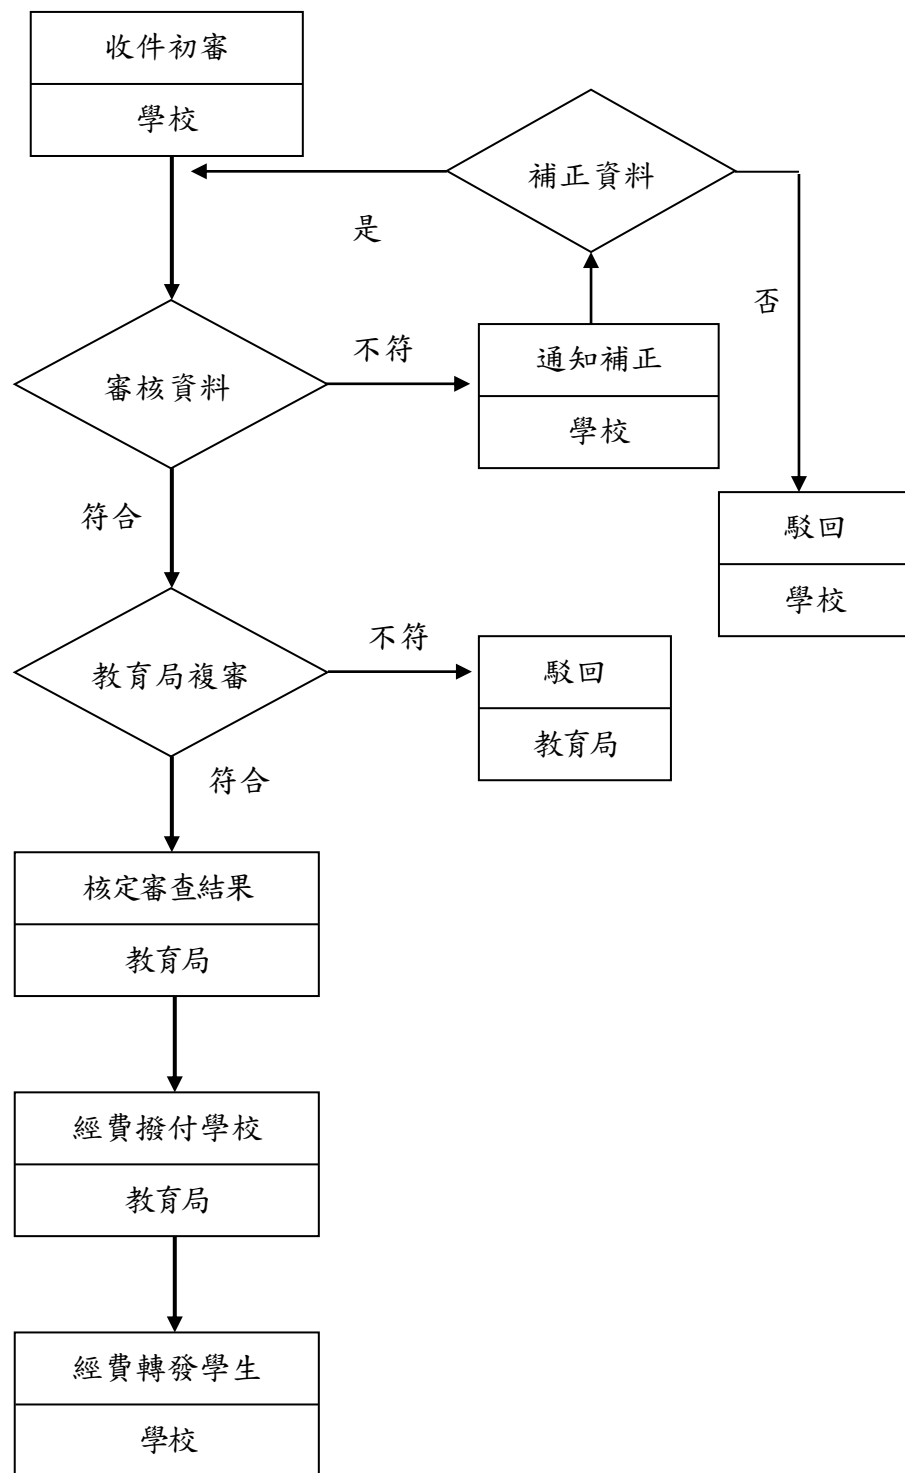 收件初審
學校
補正資料
是
否
審核資料
不符
通知補正
學校
符合
駁回
學校
教育局複審
不符
駁回
教育局
符合
核定審查結果
教育局
經費撥付學校
教育局
經費轉發學生
學校